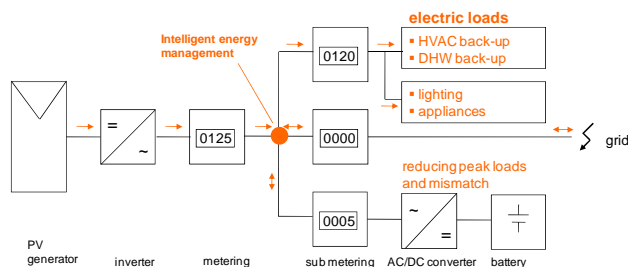 electric loads
Intelligent energy
management
0120
▪ HVAC back-up
▪ DHW back-up
▪ lighting
▪ appliances
=
~
0125
0000
grid
reducing peak loads
and mismatch
0005
~
=
PV
generator
inverter
metering
sub metering
AC/DC converter
battery